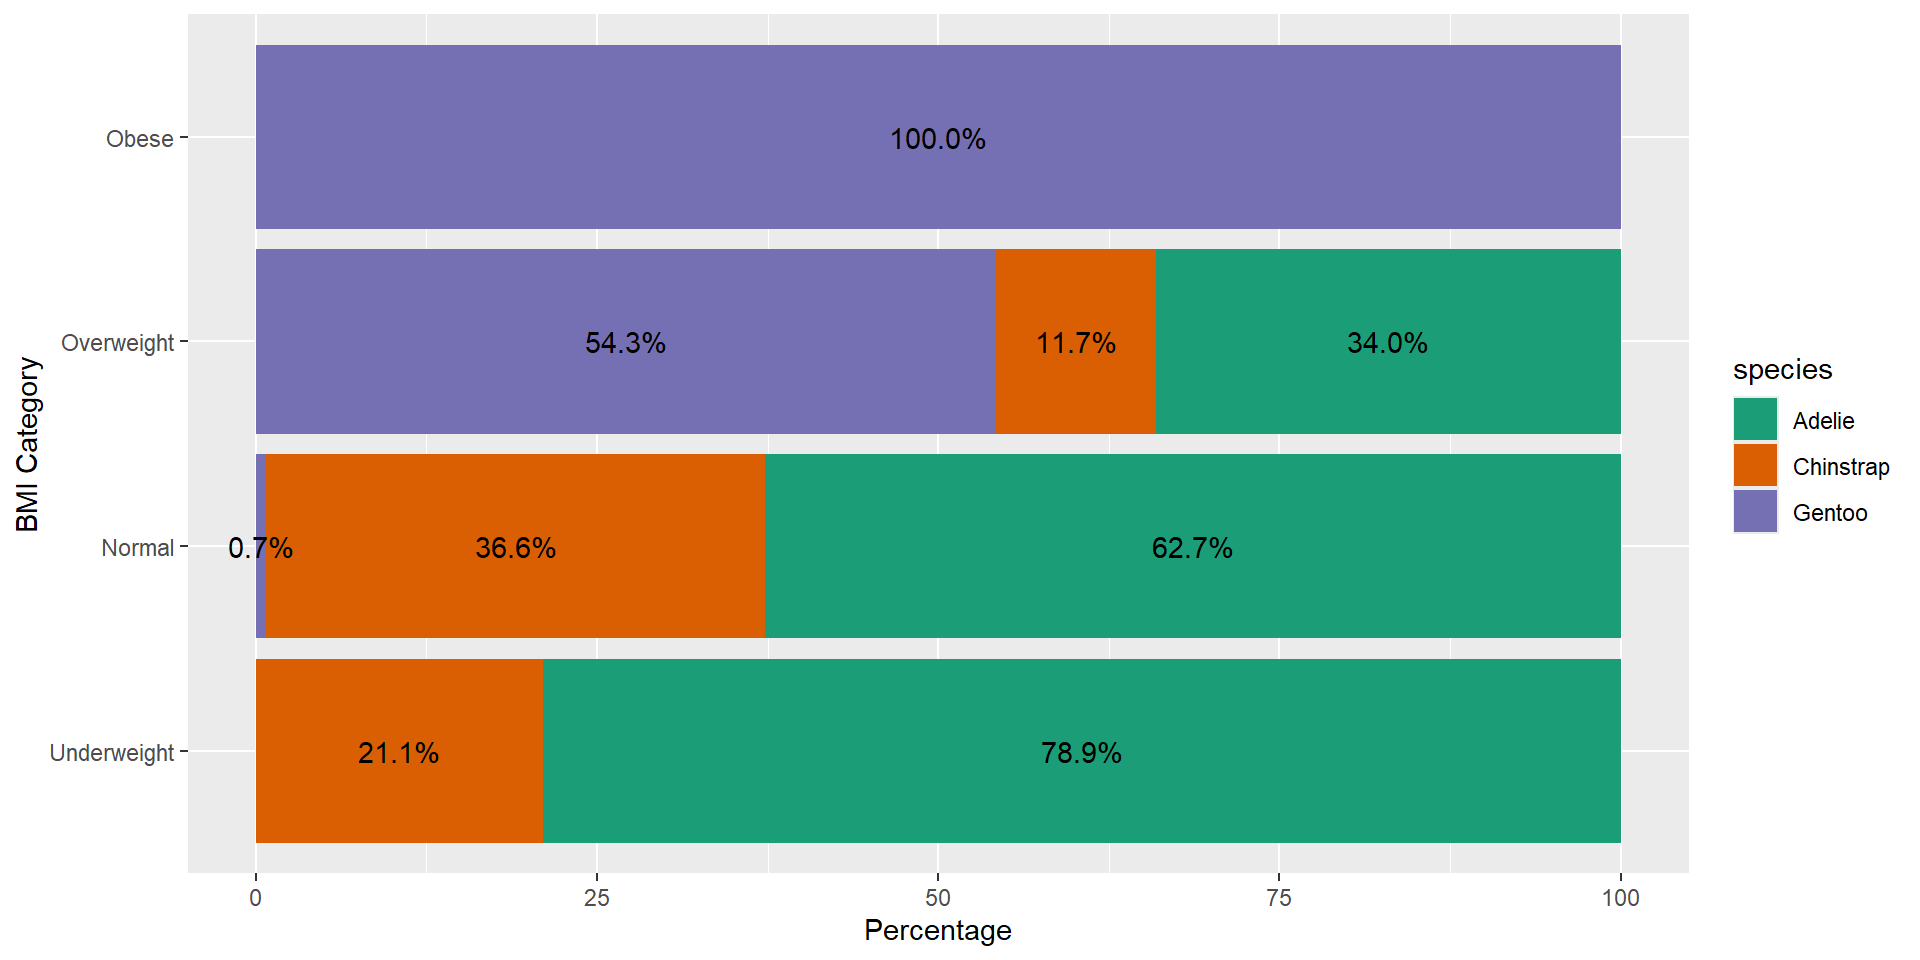 Obese
100.0%
Overweight
54.3% 11.7% 34.0%
Normal
0.7% 36.6% 62.7%
Underweight
21.1% 78.9%
0 25 50 75 100
Percentage
BMI Category
species
Adelie
Chinstrap
Gentoo